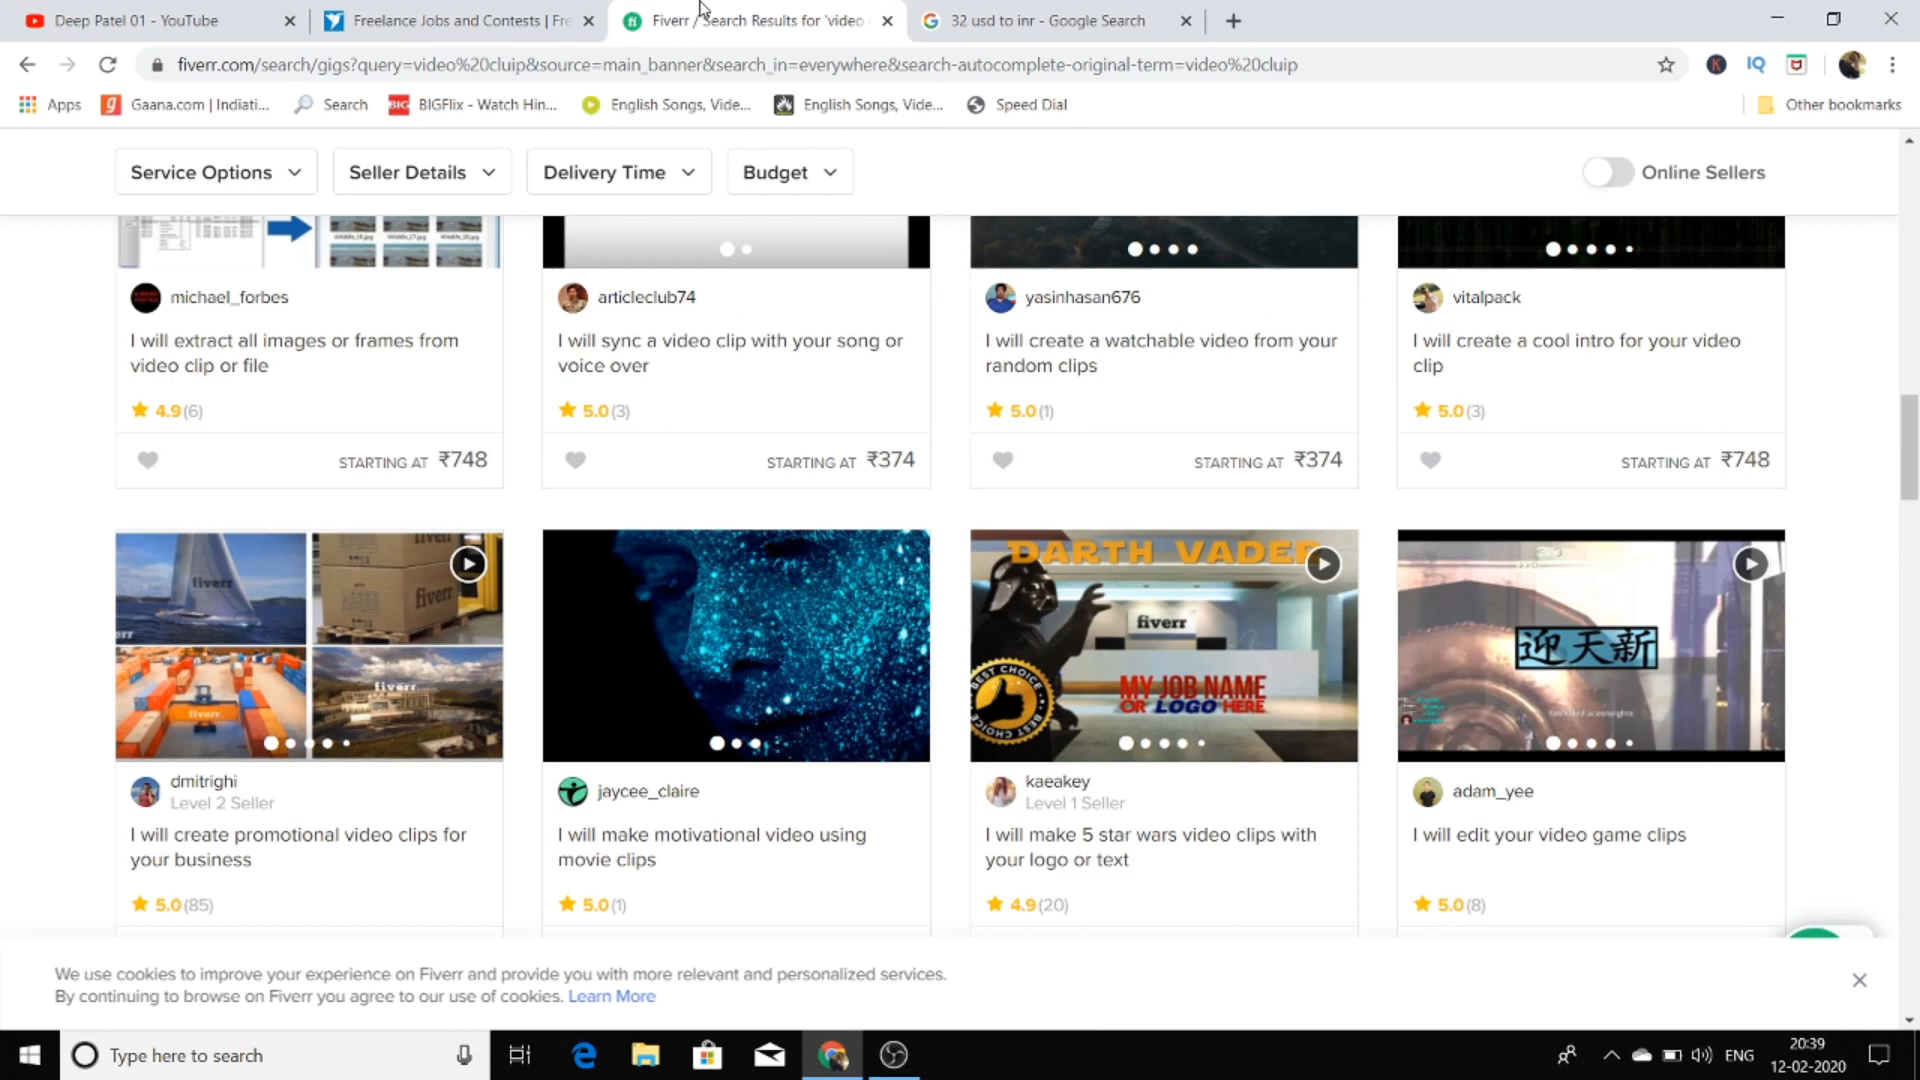 Deep Patel 01 - YouTube
Freelance Jobs and Contests | Fre
Fiverr / Search Results for 'video
32 usd to inr - Google Search
fiverr.com/search/gigs?query=video%20cluip&source=main_banner&search_in=everywhere&search-autocomplete-original-term=video%20cluip
Apps
Gaana.com | Indiati...
Search
BIGFlix - Watch Hin...
English Songs, Vide...
English Songs, Vide...
Speed Dial
Other bookmarks
Service Options
Seller Details
Delivery Time
Budget
Online Sellers
michael_forbes
I will extract all images or frames from
video clip or file
4.9(6)
STARTING AT ₹748
articleclub74
I will sync a video clip with your song or
voice over
5.0(3)
STARTING AT ₹374
yasinhasan676
I will create a watchable video from your
random clips
5.0(1)
STARTING AT ₹374
vitalpack
I will create a cool intro for your video
clip
5.0(3)
STARTING AT ₹748
fiverr
fiverr
fiverr
fiverr
dmitrighi
Level 2 Seller
I will create promotional video clips for
your business
5.0(85)
jaycee_claire
I will make motivational video using
movie clips
5.0(1)
DARTH VADER
fiverr
BEST CHOICE
BEST CHOICE
MY JOB NAME
OR LOGO HERE
kaeakey
Level 1 Seller
I will make 5 star wars video clips with
your logo or text
4.9(20)
迎天新
adam_yee
I will edit your video game clips
5.0(8)
We use cookies to improve your experience on Fiverr and provide you with more relevant and personalized services.
By continuing to browse on Fiverr you agree to our use of cookies. Learn More
Type here to search
ENG
20:39
12-02-2020